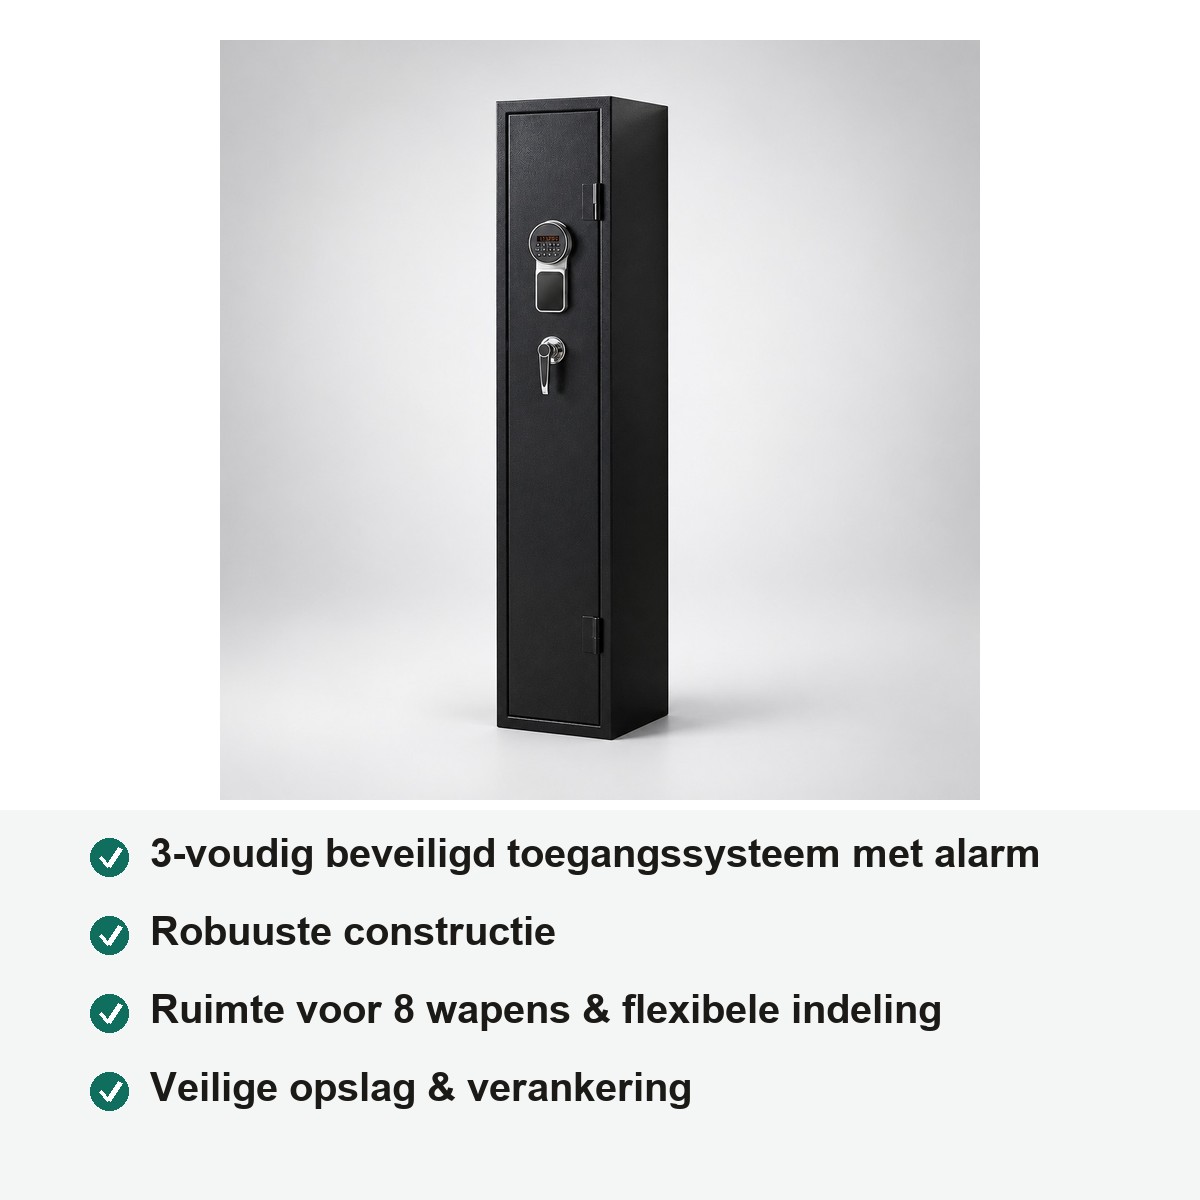 3-voudig beveiligd toegangssysteem met alarm
Robuuste constructie
Ruimte voor 8 wapens & flexibele indeling
Veilige opslag & verankering